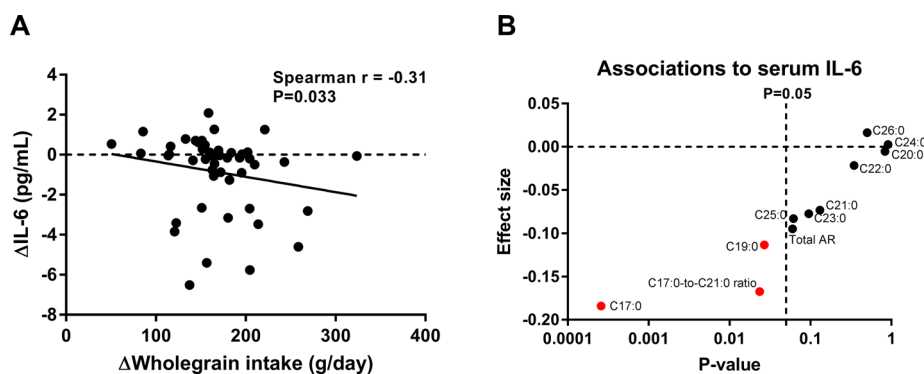 A
Spearman r = -0.31
P=0.033
4
2
0
-2
-4
-6
-8
0
100
200
300
400
ΔIL-6 (pg/mL)
ΔWholegrain intake (g/day)
B
Associations to serum IL-6
P=0.05
0.05
0.00
-0.05
-0.10
-0.15
-0.20
Effect size
C26:0
C24:0
C20:0
C22:0
C21:0
C25:0
C23:0
Total AR
C19:0
C17:0-to-C21:0 ratio
C17:0
0.0001
0.001
0.01
0.1
1
P-value